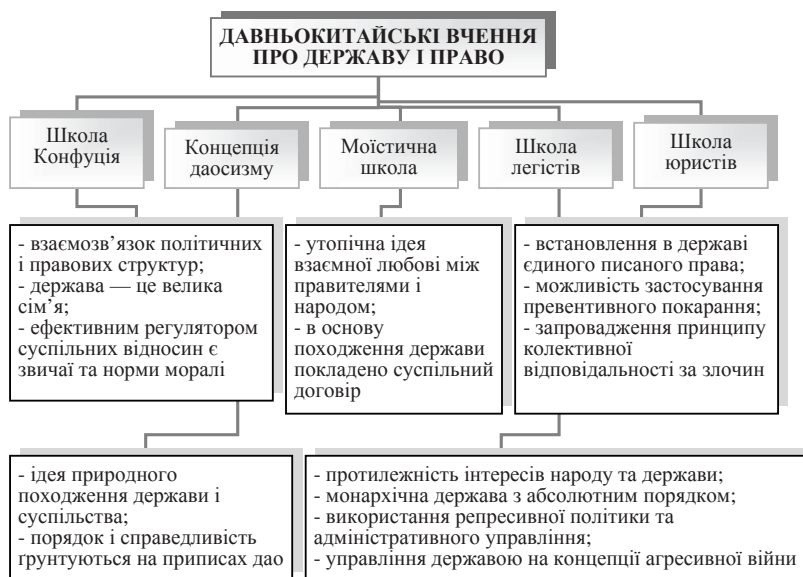 ДАВНЬОКИТАЙСЬКІ ВЧЕННЯ
ПРО ДЕРЖАВУ І ПРАВО
Школа
Конфуція
Концепція
даосизму
Моїстична
школа
Школа
легістів
Школа
юристів
- взаємозв’язок політичних
і правових структур;
- держава — це велика
сім’я;
- ефективним регулятором
суспільних відносин є
звичаї та норми моралі
- утопічна ідея
взаємної любові між
правителями і
народом;
- в основу
походження держави
покладено суспільний
договір
- встановлення в державі
єдиного писаного права;
- можливість застосування
превентивного покарання;
- запровадження принципу
колективної
відповідальності за злочин
- ідея природного
походження держави і
суспільства;
- порядок і справедливість
ґрунтуються на приписах дао
- протилежність інтересів народу та держави;
- монархічна держава з абсолютним порядком;
- використання репресивної політики та
адміністративного управління;
- управління державою на концепції агресивної війни